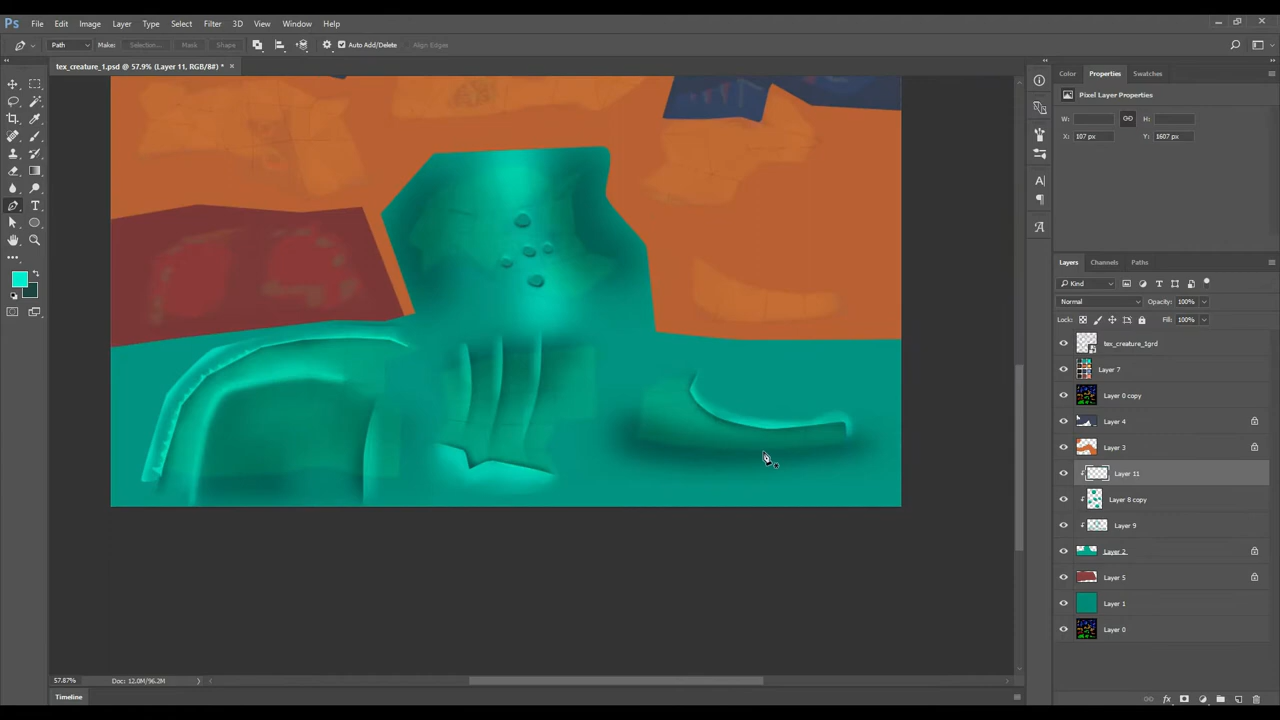 Ps File Edit Image Layer Type Select Filter 3D View Window Help
Path Make: Selection... Mask Shape Auto Add/Delete Align Edges
tex_creature_1.psd @ 57.9% (Layer 11, RGB/8#) * ×
Color Properties Swatches
Pixel Layer Properties
W: H:
X: 107 px Y: 1607 px
Layers Channels Paths
Kind
Normal Opacity: 100%
Lock: Fill: 100%
tex_creature_1grd
Layer 7
Layer 0 copy
Layer 4
Layer 3
Layer 11
Layer 8 copy
Layer 9
Layer 2
Layer 5
Layer 1
Layer 0
57.87% Doc: 12.0M/96.2M
Timeline